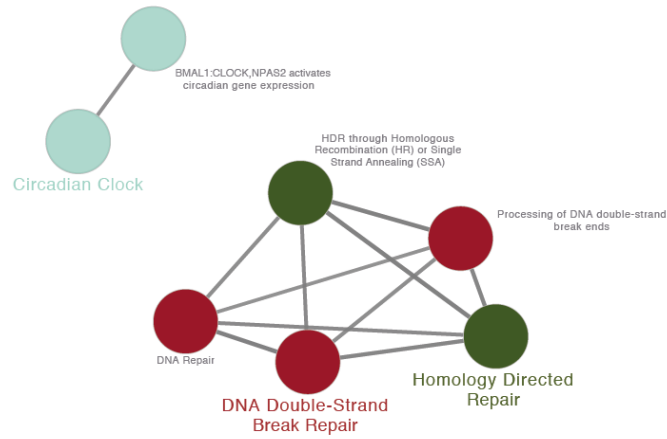 BMAL1:CLOCK,NPAS2 activates
circadian gene expression
Circadian Clock
HDR through Homologous
Recombination (HR) or Single
Strand Annealing (SSA)
Processing of DNA double-strand
break ends
DNA Repair
Homology Directed
Repair
DNA Double-Strand
Break Repair